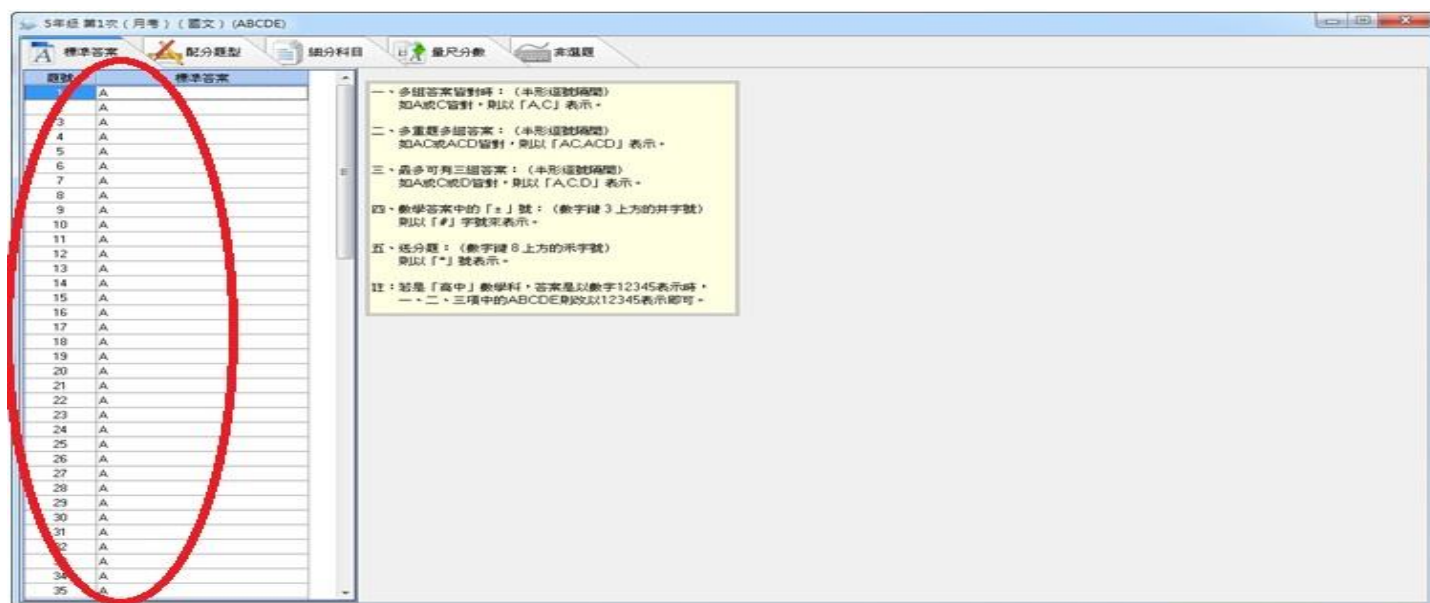 5年級 第1次 ( 月考 ) ( 國文 ) (ABCDE)
標準答案 配分題型 細分科目 量尺分數 非選題
題號 標準答案
A
A
3 A
4 A
5 A
6 A
7 A
8 A
9 A
10 A
11 A
12 A
13 A
14 A
15 A
16 A
17 A
18 A
19 A
20 A
21 A
22 A
23 A
24 A
25 A
26 A
27 A
28 A
29 A
30 A
31 A
32 A
33 A
34 A
35 A
一、多組答案皆對時：（半形逗號隔開）
如A或C皆對，則以「A,C」表示。
二、多重題多組答案：（半形逗號隔開）
如AC或ACD皆對，則以「AC,ACD」表示。
三、最多可有三組答案：（半形逗號隔開）
如A或C或D皆對，則以「A,C,D」表示。
四、數學答案中的「±」號：（數字鍵 3 上方的井字號）
則以「#」字號來表示。
五、送分題：（數字鍵 8 上方的米字號）
則以「*」號表示。
註：若是「高中」數學科，答案是以數字12345表示時，
一、二、三項中的ABCDE則改以12345表示即可。